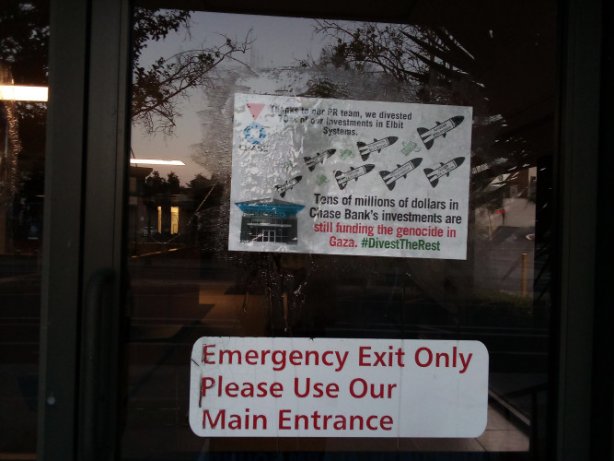 Thanks to our PR team, we divested
70% of our investments in Elbit
Systems.
CHASE
Tens of millions of dollars in
Chase Bank's investments are
still funding the genocide in
Gaza. #DivestTheRest
Emergency Exit Only
Please Use Our
Main Entrance